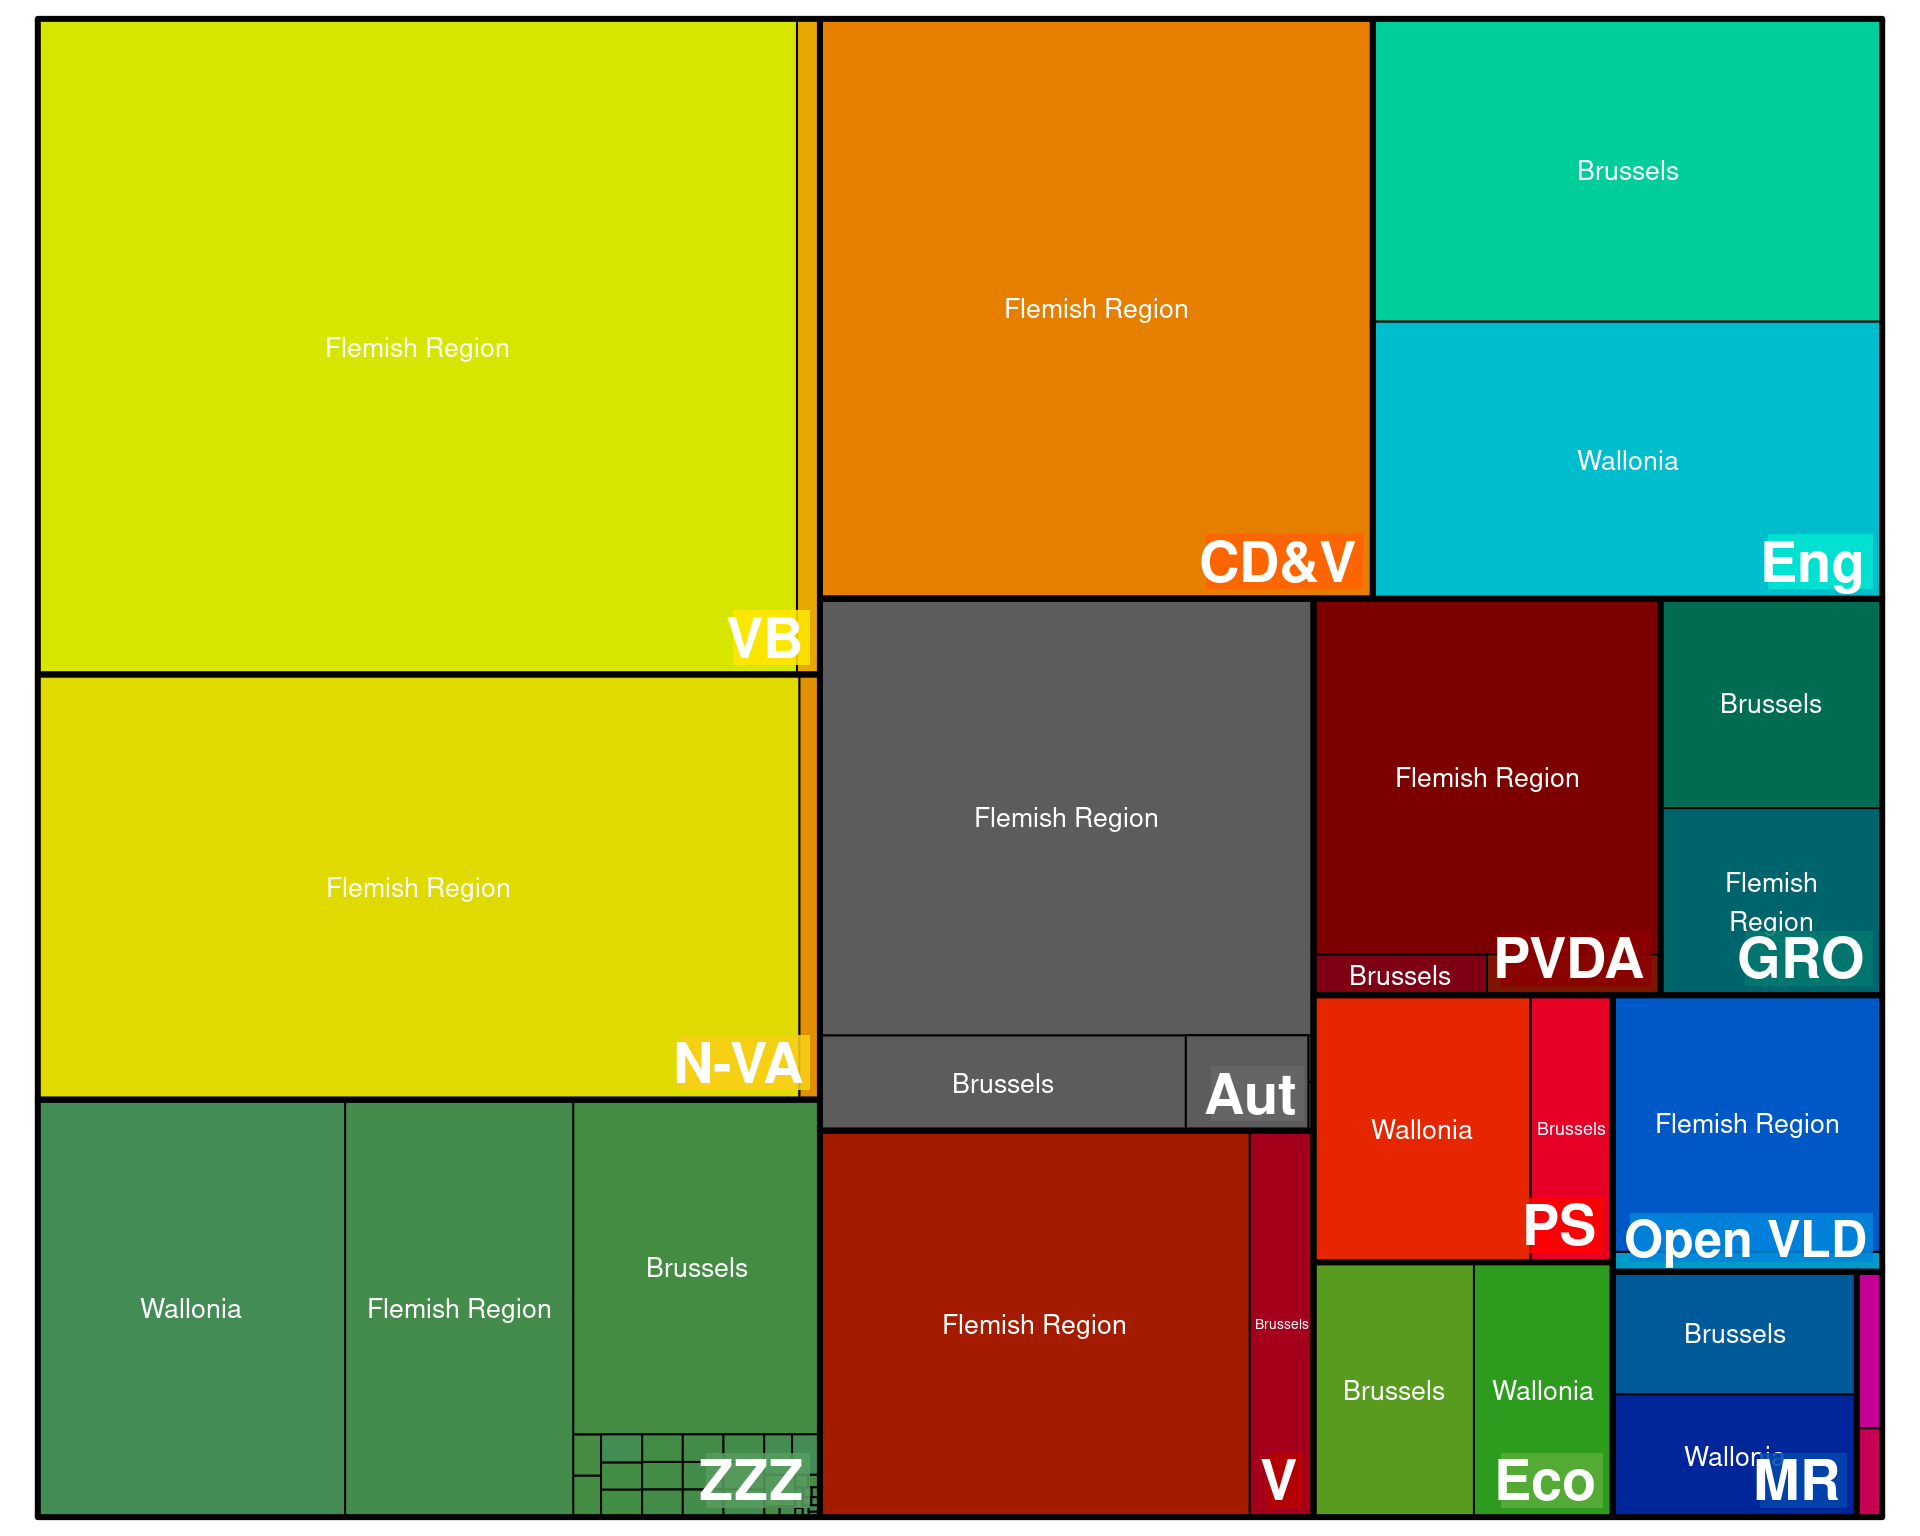 Flemish Region
VB
Flemish Region
CD&V
Brussels
Wallonia
Eng
Flemish Region
N-VA
Flemish Region
Brussels
Aut
Flemish Region
Brussels
PVDA
Brussels
Flemish
Region
GRO
Wallonia
Flemish Region
Brussels
ZZZ
Flemish Region
Brussels
V
Wallonia
Brussels
PS
Flemish Region
Open VLD
Brussels
Wallonia
Eco
Brussels
Wallonia
MR